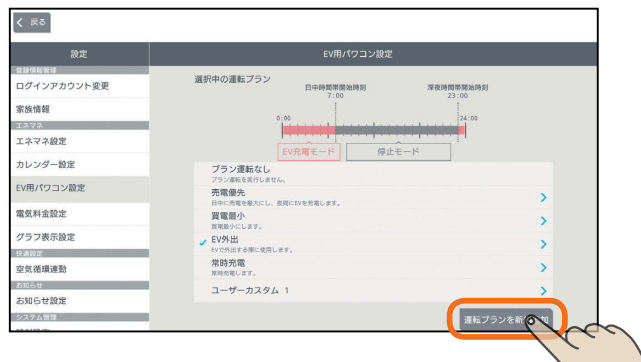 戻る
設定
EV用パワコン設定
登録情報管理
ログインアカウント変更
家族情報
エネマネ
エネマネ設定
カレンダー設定
EV用パワコン設定
電気料金設定
グラフ表示設定
快適設定
空気循環連動
お知らせ
お知らせ設定
システム管理
選択中の運転プラン
日中時間帯開始時刻
7:00
深夜時間帯開始時刻
23:00
0:00
24:00
EV充電モード
停止モード
プラン運転なし
プラン運転を実行しません。
売電優先
日中に売電を最大にし、夜間にEVを充電します。
買電最小
買電最小にします。
EV外出
EVで外出する際に使用します。
常時充電
常時充電します。
ユーザーカスタム 1
運転プランを新 加